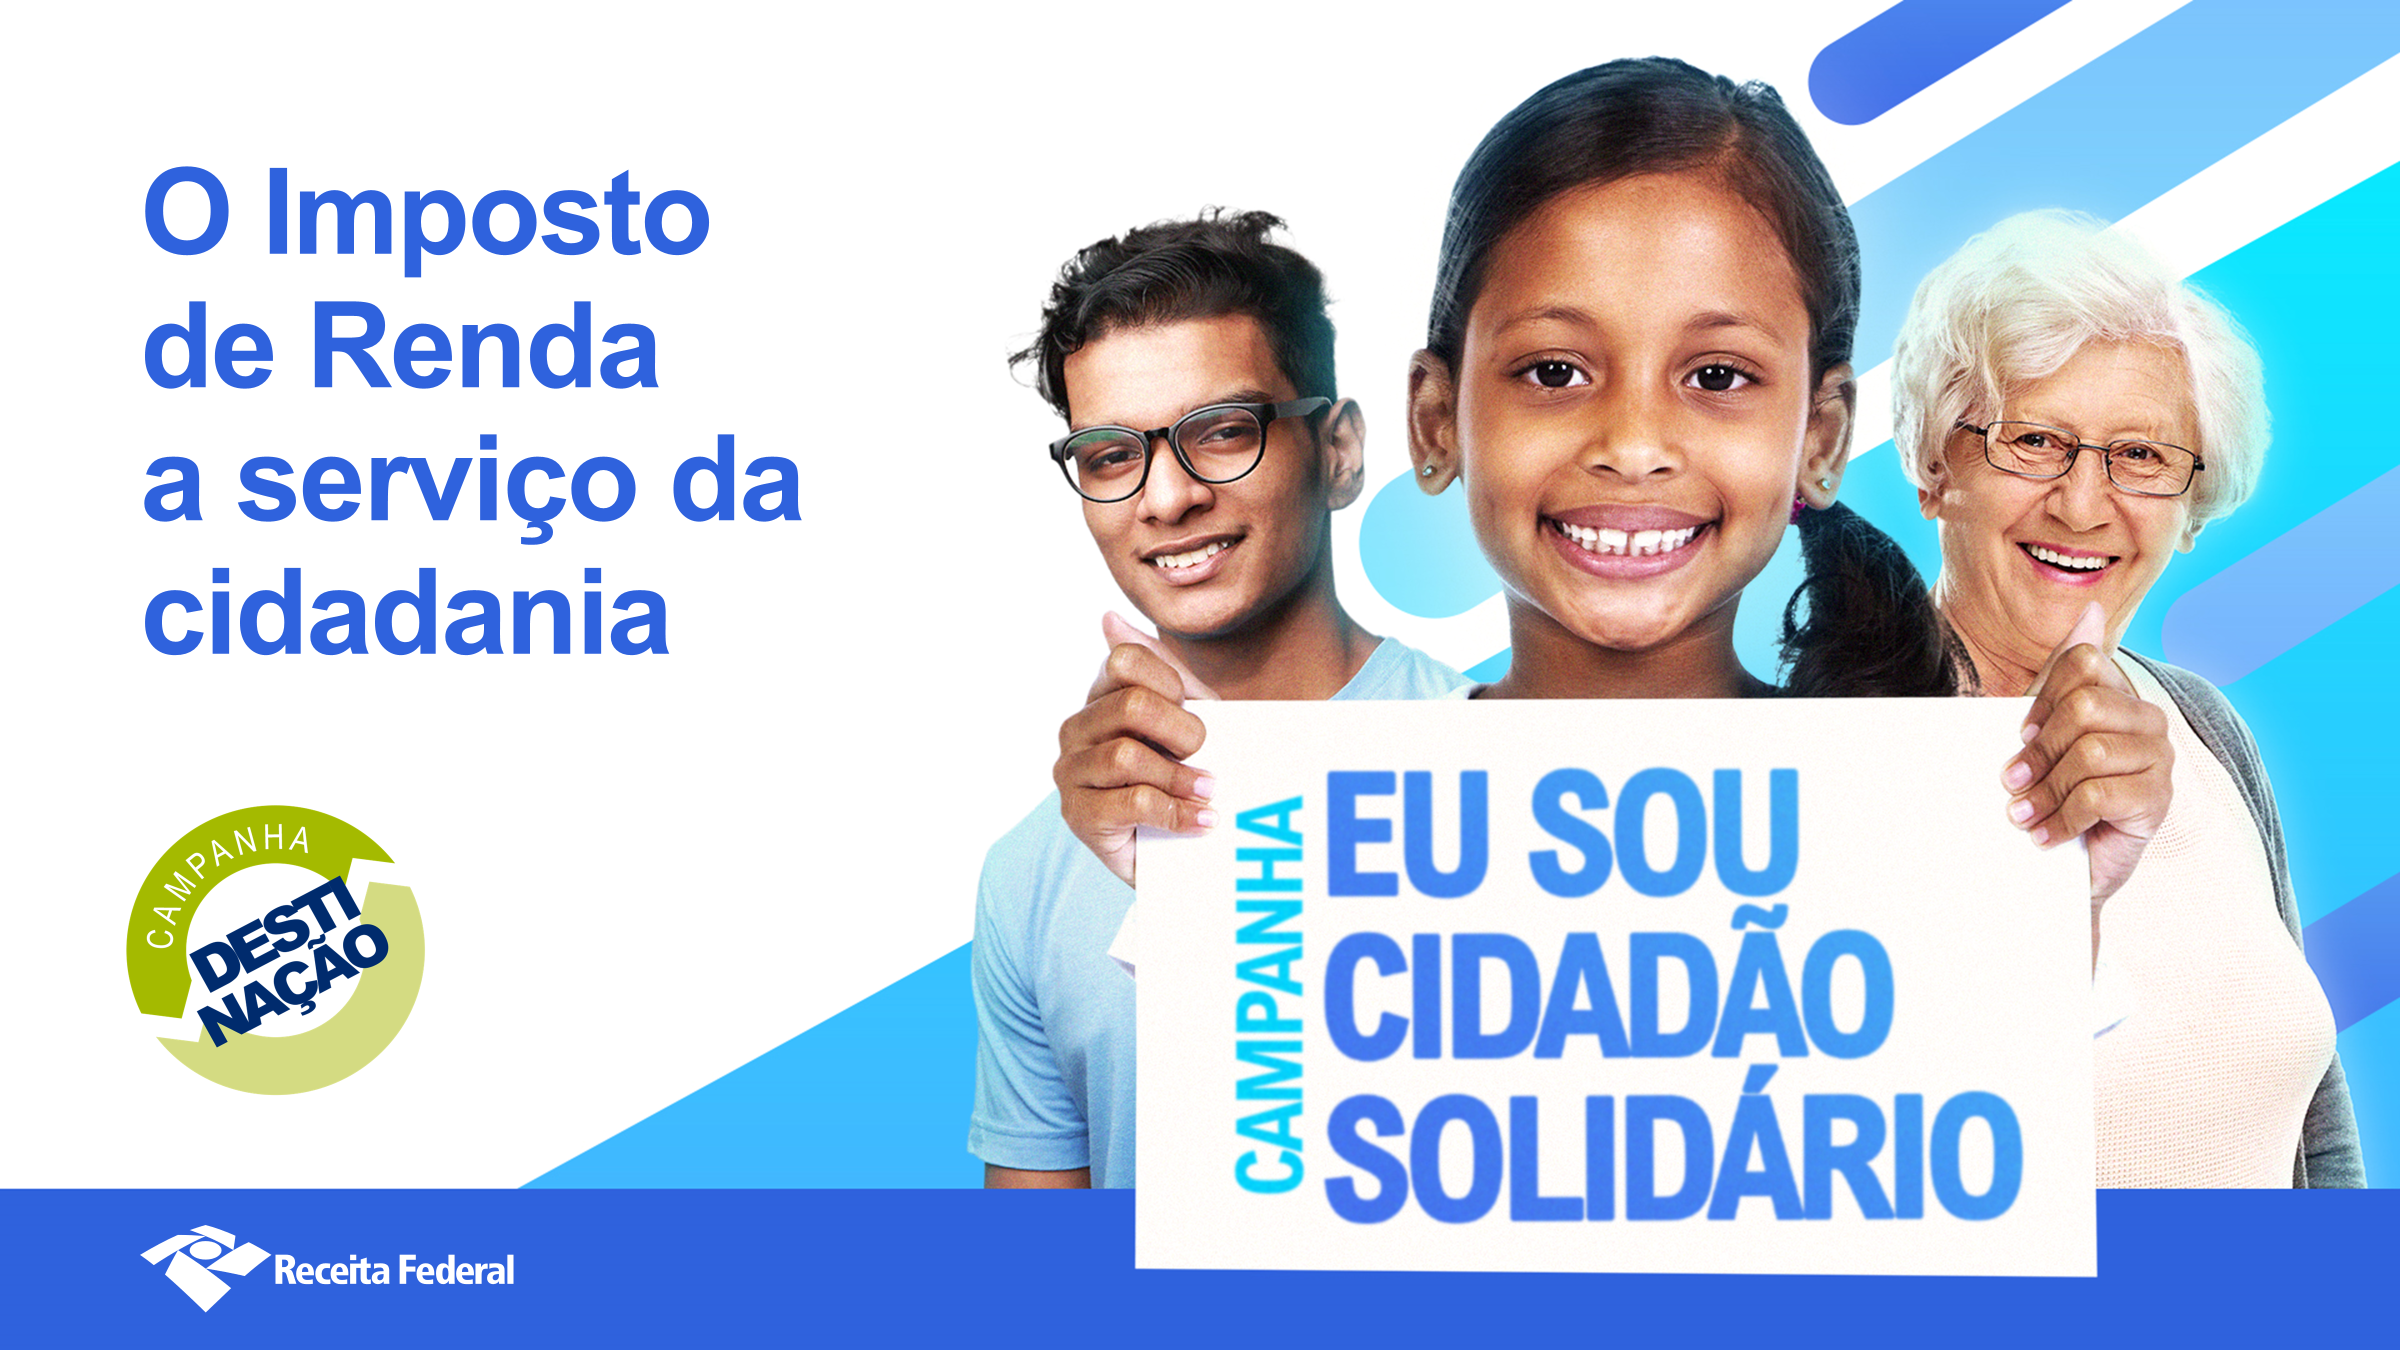 O Imposto
de Renda
a serviço da
cidadania
CAMPANHA
DESTI
NAÇÃO
CAMPANHA
EU SOU
CIDADÃO
SOLIDÁRIO
Receita Federal